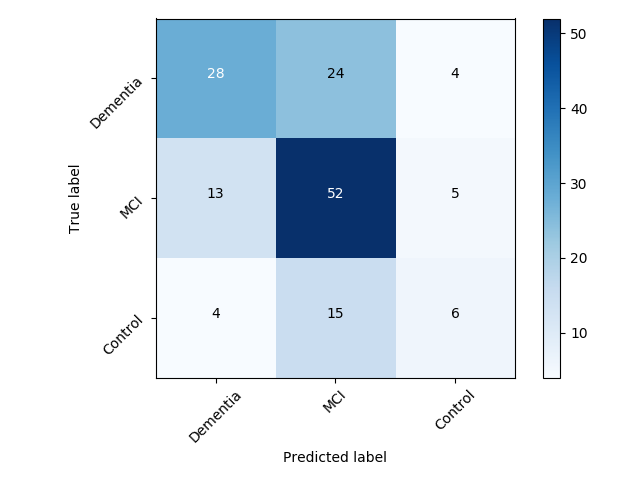 28 24 4
13 52 5
4 15 6
Dementia
MCI
Control
True label
Dementia MCI Control
Predicted label
50
40
30
20
10